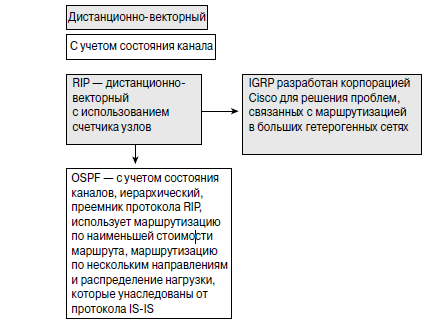 Дистанционно-векторный
С учетом состояния канала
RIP — дистанционно-
векторный
с использованием
счетчика узлов
IGRP разработан корпорацией
Cisco для решения проблем,
связанных с маршрутизацией
в больших гетерогенных сетях
OSPF — с учетом состояния
каналов, иерархический,
преемник протокола RIP,
использует маршрутизацию
по наименьшей стоимости
маршрута, маршрутизацию
по нескольким направлениям
и распределение нагрузки,
которые унаследованы от
протокола IS-IS